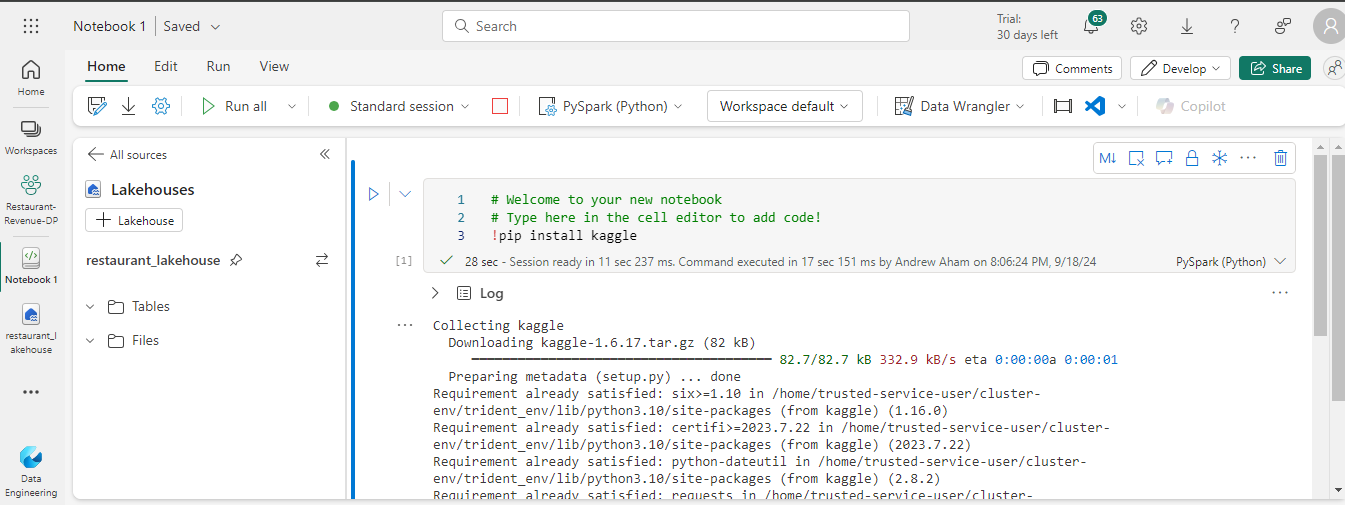 Notebook 1 | Saved
Search
Trial:
30 days left
63
Home
Edit
Run
View
Comments
Develop
Share
Run all
Standard session
PySpark (Python)
Workspace default
Data Wrangler
Copilot
Home
Workspaces
Restaurant-
Revenue-DP
Notebook 1
restaurant_l
akehouse
Data
Engineering
All sources
Lakehouses
Lakehouse
restaurant_lakehouse
Tables
Files
M↓
1 # Welcome to your new notebook
2 # Type here in the cell editor to add code!
3 !pip install kaggle
[1]
28 sec - Session ready in 11 sec 237 ms. Command executed in 17 sec 151 ms by Andrew Aham on 8:06:24 PM, 9/18/24
PySpark (Python)
Log
Collecting kaggle
Downloading kaggle-1.6.17.tar.gz (82 kB)
82.7/82.7 kB 332.9 kB/s eta 0:00:00a 0:00:01
Preparing metadata (setup.py) ... done
Requirement already satisfied: six>=1.10 in /home/trusted-service-user/cluster-
env/trident_env/lib/python3.10/site-packages (from kaggle) (1.16.0)
Requirement already satisfied: certifi>=2023.7.22 in /home/trusted-service-user/cluster-
env/trident_env/lib/python3.10/site-packages (from kaggle) (2023.7.22)
Requirement already satisfied: python-dateutil in /home/trusted-service-user/cluster-
env/trident_env/lib/python3.10/site-packages (from kaggle) (2.8.2)
Requirement already satisfied: requests in /home/trusted-service-user/cluster-